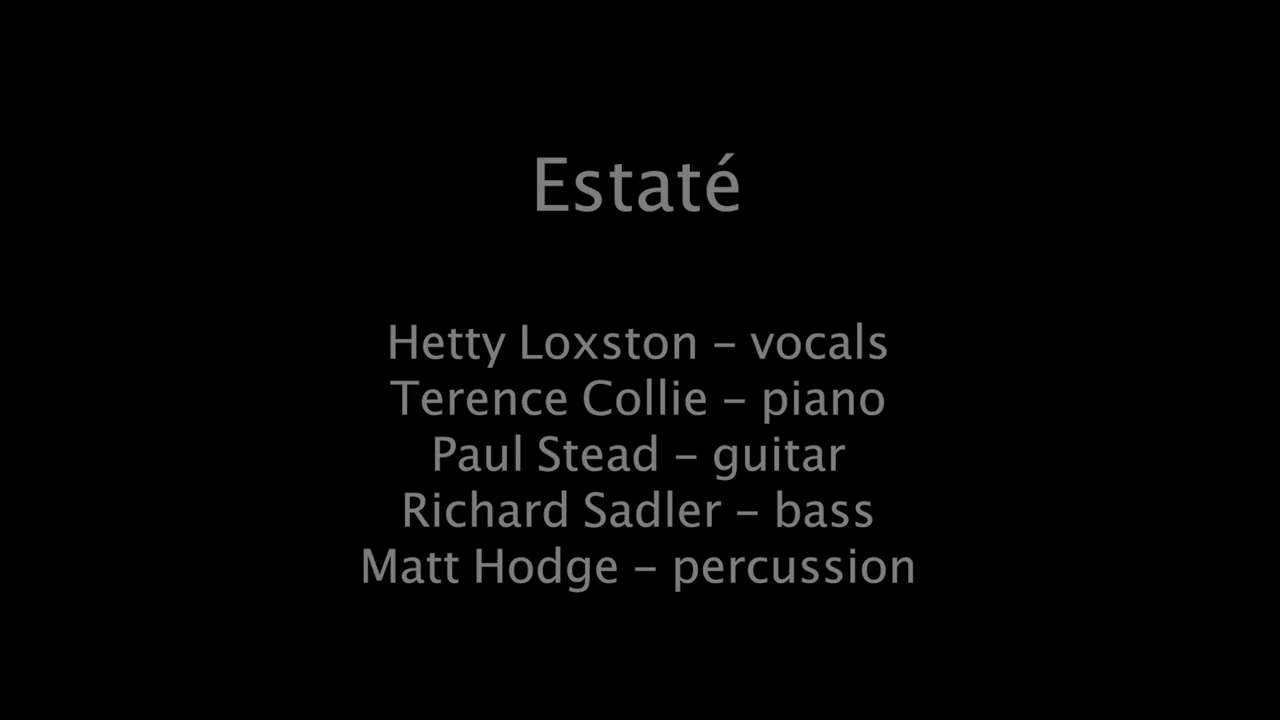 Estaté
Hetty Loxston – vocals
Terence Collie – piano
Paul Stead – guitar
Richard Sadler – bass
Matt Hodge – percussion